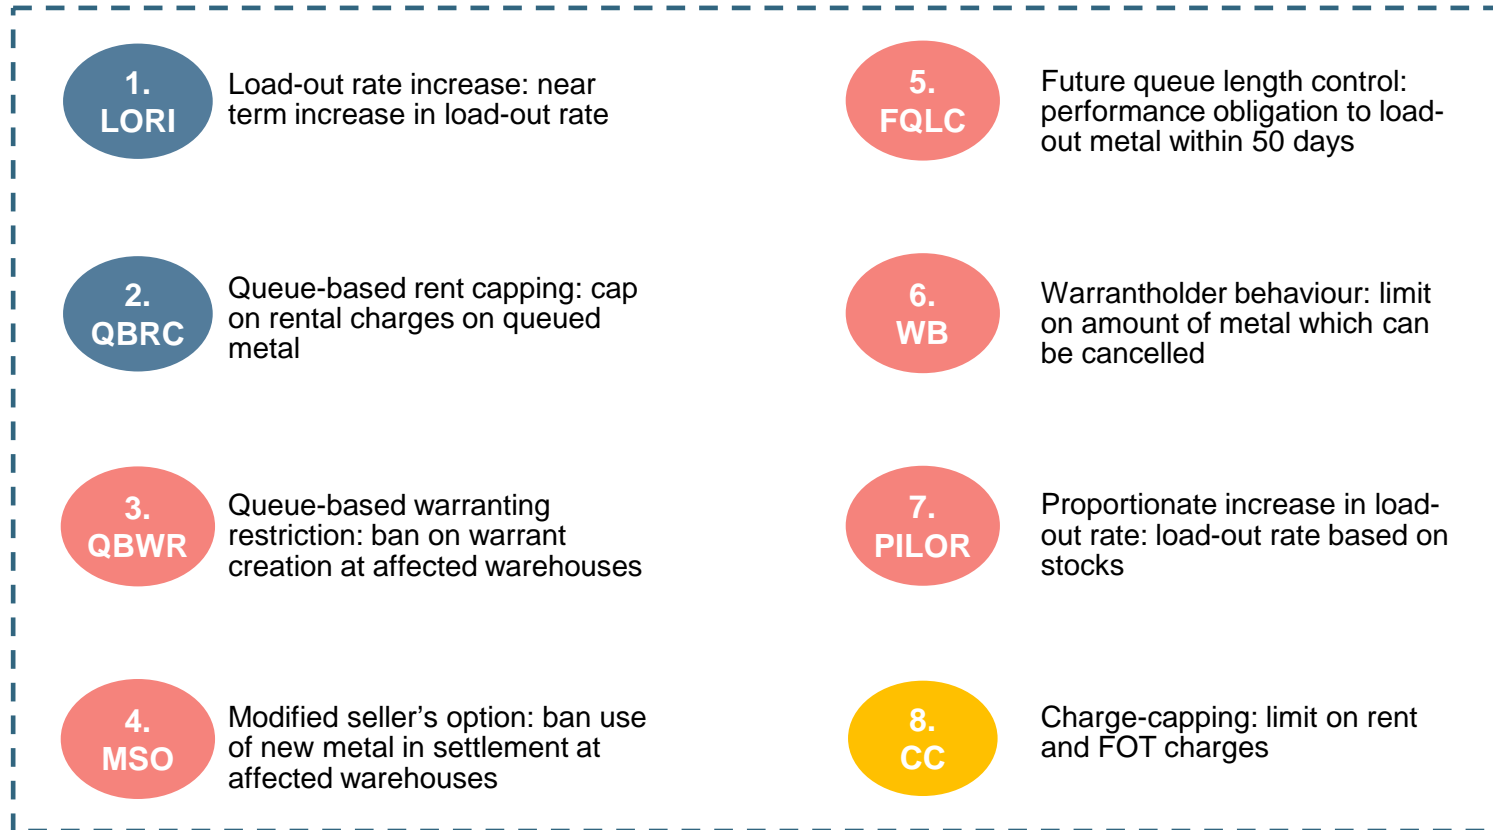 1.
LORI
Load-out rate increase: near
term increase in load-out rate
2.
QBRC
Queue-based rent capping: cap
on rental charges on queued
metal
3.
QBWR
Queue-based warranting
restriction: ban on warrant
creation at affected warehouses
4.
MSO
Modified seller’s option: ban use
of new metal in settlement at
affected warehouses
5.
FQLC
Future queue length control:
performance obligation to load-
out metal within 50 days
6.
WB
Warrantholder behaviour: limit
on amount of metal which can
be cancelled
7.
PILOR
Proportionate increase in load-
out rate: load-out rate based on
stocks
8.
CC
Charge-capping: limit on rent
and FOT charges